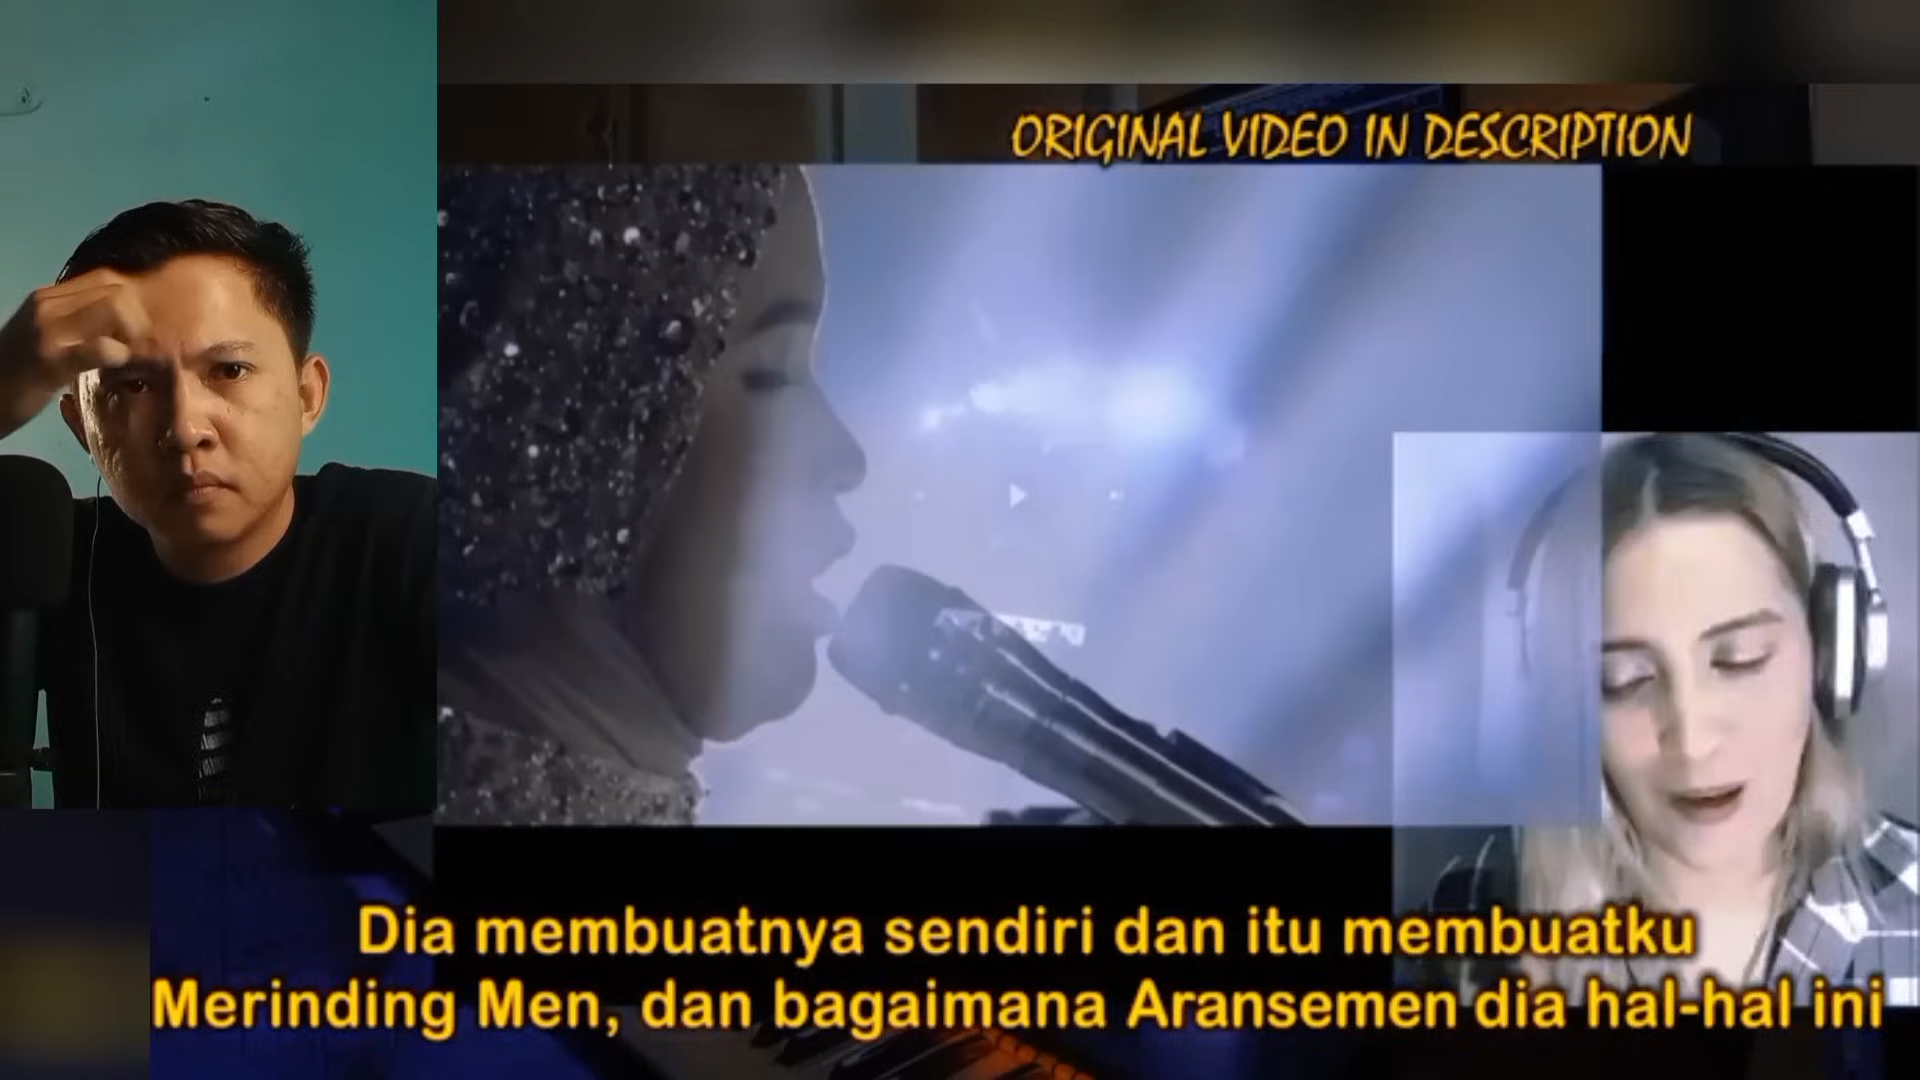 ORIGINAL VIDEO IN DESCRIPTION
Dia membuatnya sendiri dan itu membuatku
Merinding Men, dan bagaimana Aransemen dia hal-hal ini